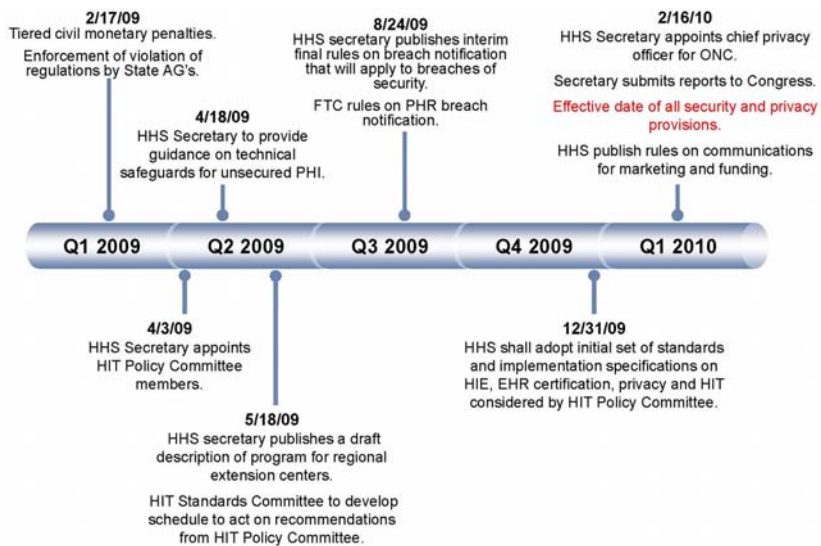 2/17/09
Tiered civil monetary penalties.
Enforcement of violation of
regulations by State AG's.
4/18/09
HHS Secretary to provide
guidance on technical
safeguards for unsecured PHI.
8/24/09
HHS secretary publishes interim
final rules on breach notification
that will apply to breaches of
security.
FTC rules on PHR breach
notification.
2/16/10
HHS Secretary appoints chief privacy
officer for ONC.
Secretary submits reports to Congress.
Effective date of all security and privacy
provisions.
HHS publish rules on communications
for marketing and funding.
Q1 2009
Q2 2009
Q3 2009
Q4 2009
Q1 2010
4/3/09
HHS Secretary appoints
HIT Policy Committee
members.
5/18/09
HHS secretary publishes a draft
description of program for regional
extension centers.
HIT Standards Committee to develop
schedule to act on recommendations
from HIT Policy Committee.
12/31/09
HHS shall adopt initial set of standards
and implementation specifications on
HIE, EHR certification, privacy and HIT
considered by HIT Policy Committee.